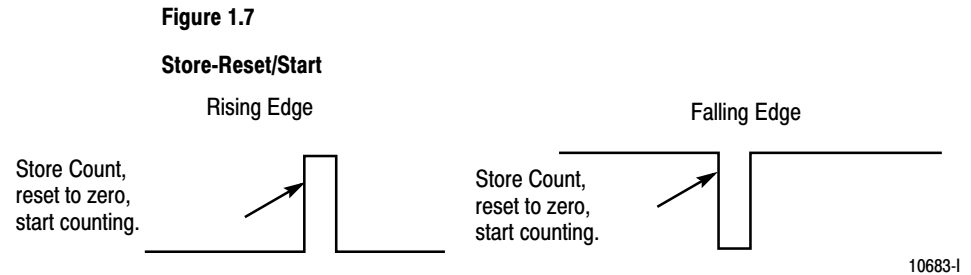 Figure 1.7
Store-Reset/Start
Rising Edge
Store Count,
reset to zero,
start counting.
Falling Edge
Store Count,
reset to zero,
start counting.
10683-I